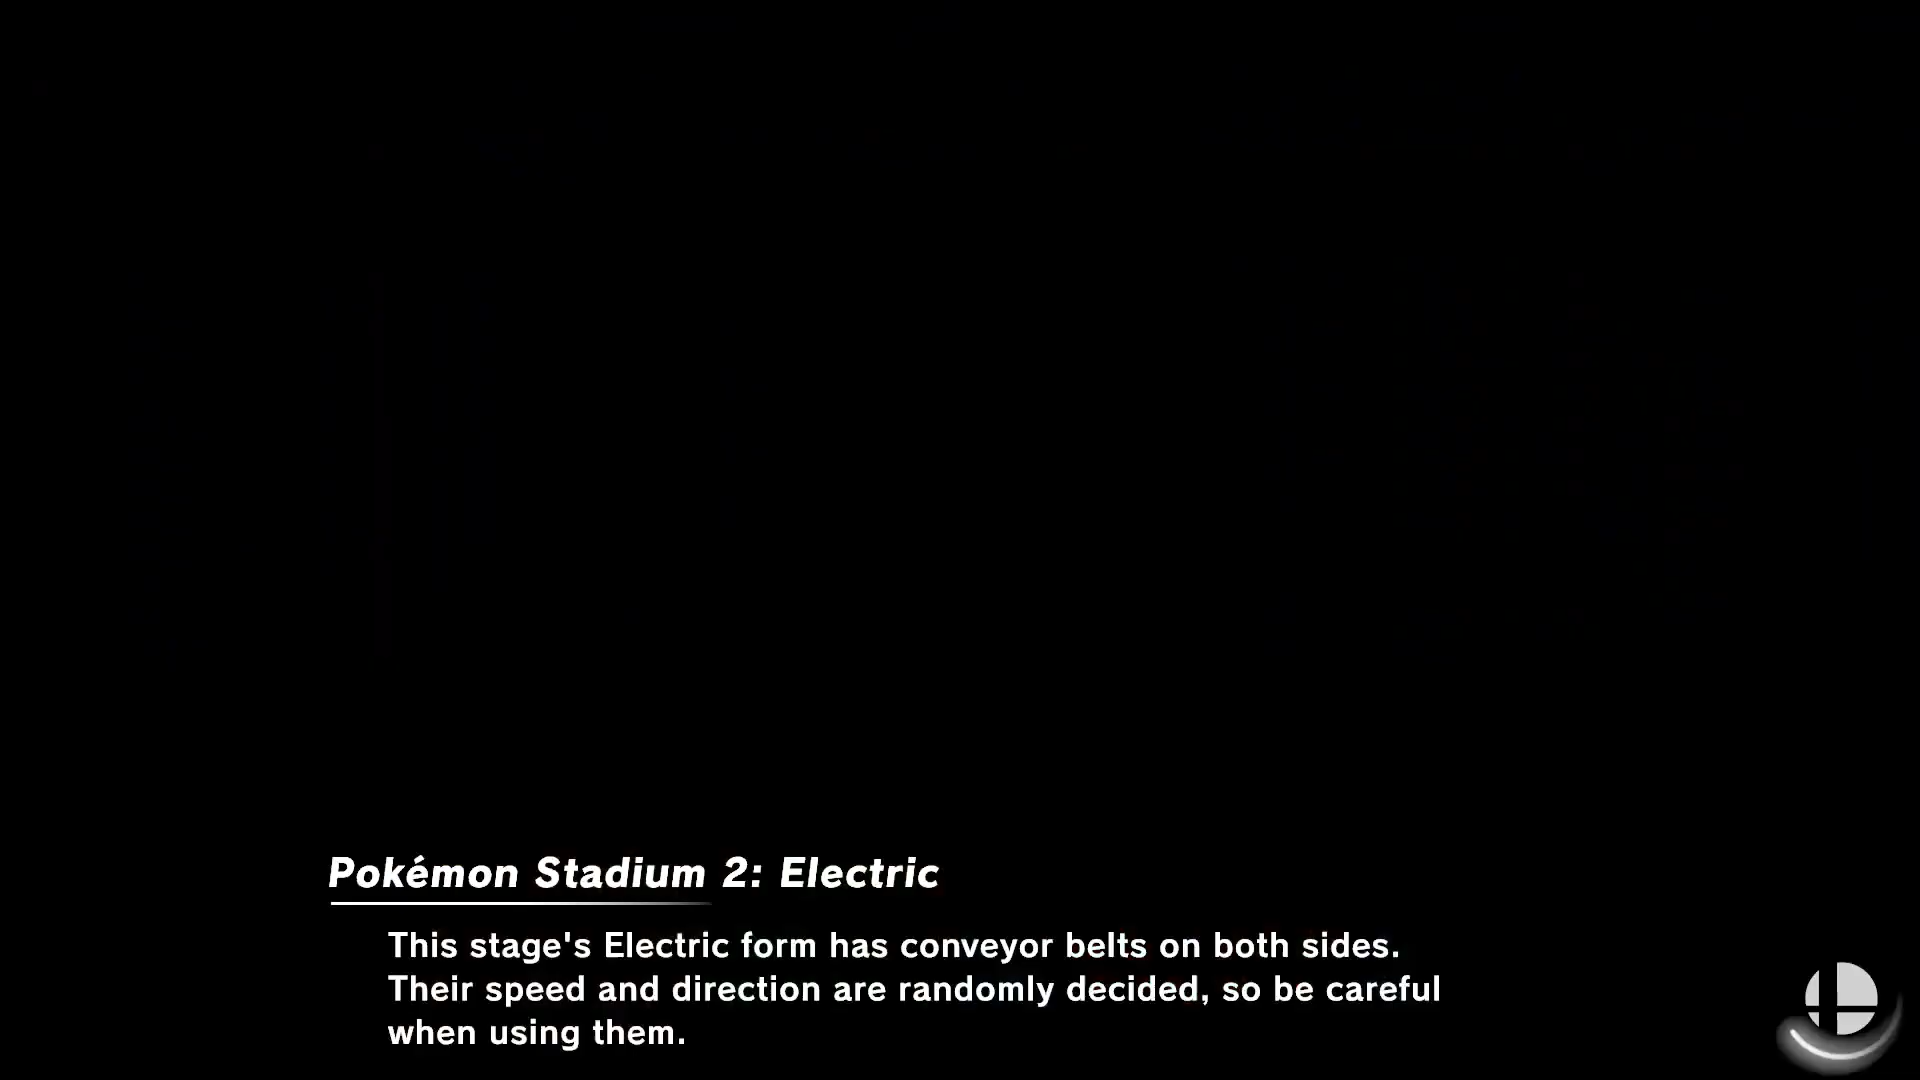 Pokémon Stadium 2: Electric
This stage's Electric form has conveyor belts on both sides.
Their speed and direction are randomly decided, so be careful
when using them.